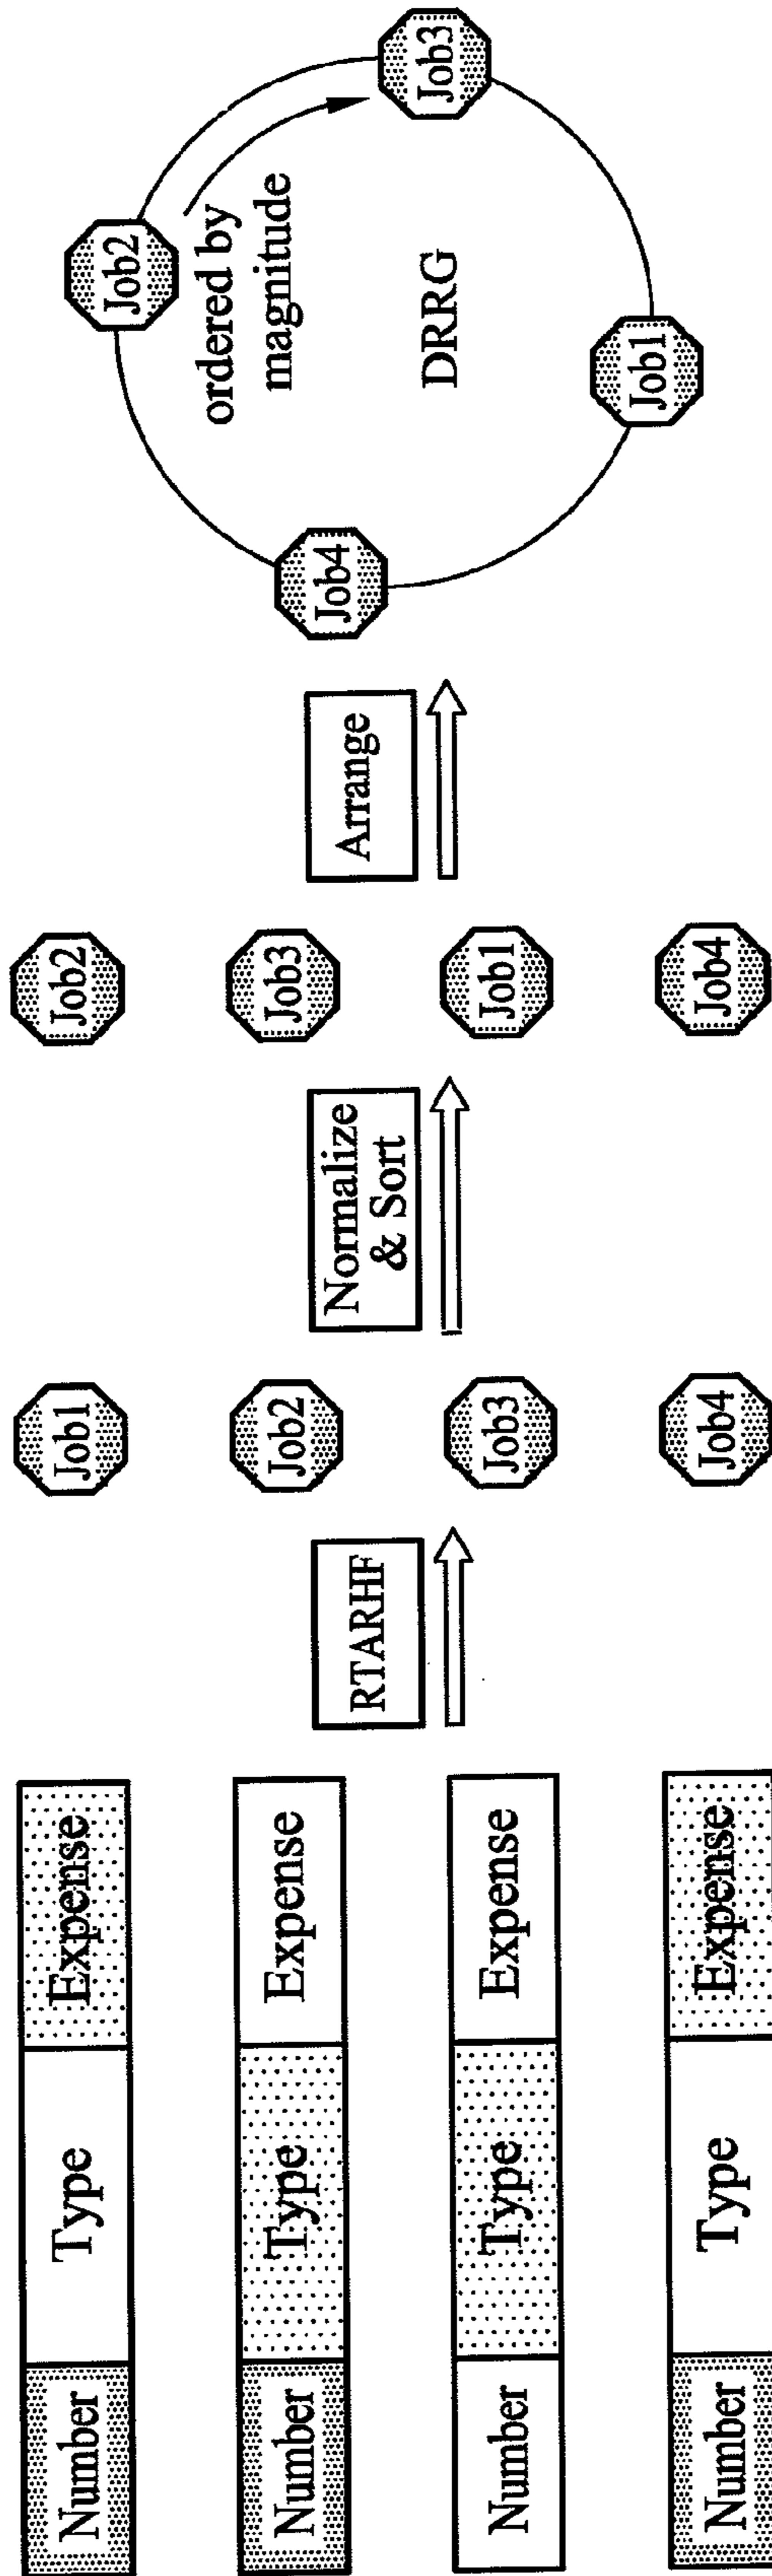 Number Type Expense
Number Type Expense
Number Type Expense
Number Type Expense
RTARHF
Job1
Job2
Job3
Job4
Normalize
& Sort
Job2
Job3
Job1
Job4
Arrange
Job2
ordered by
magnitude
Job4
Job3
DRRG
Job1